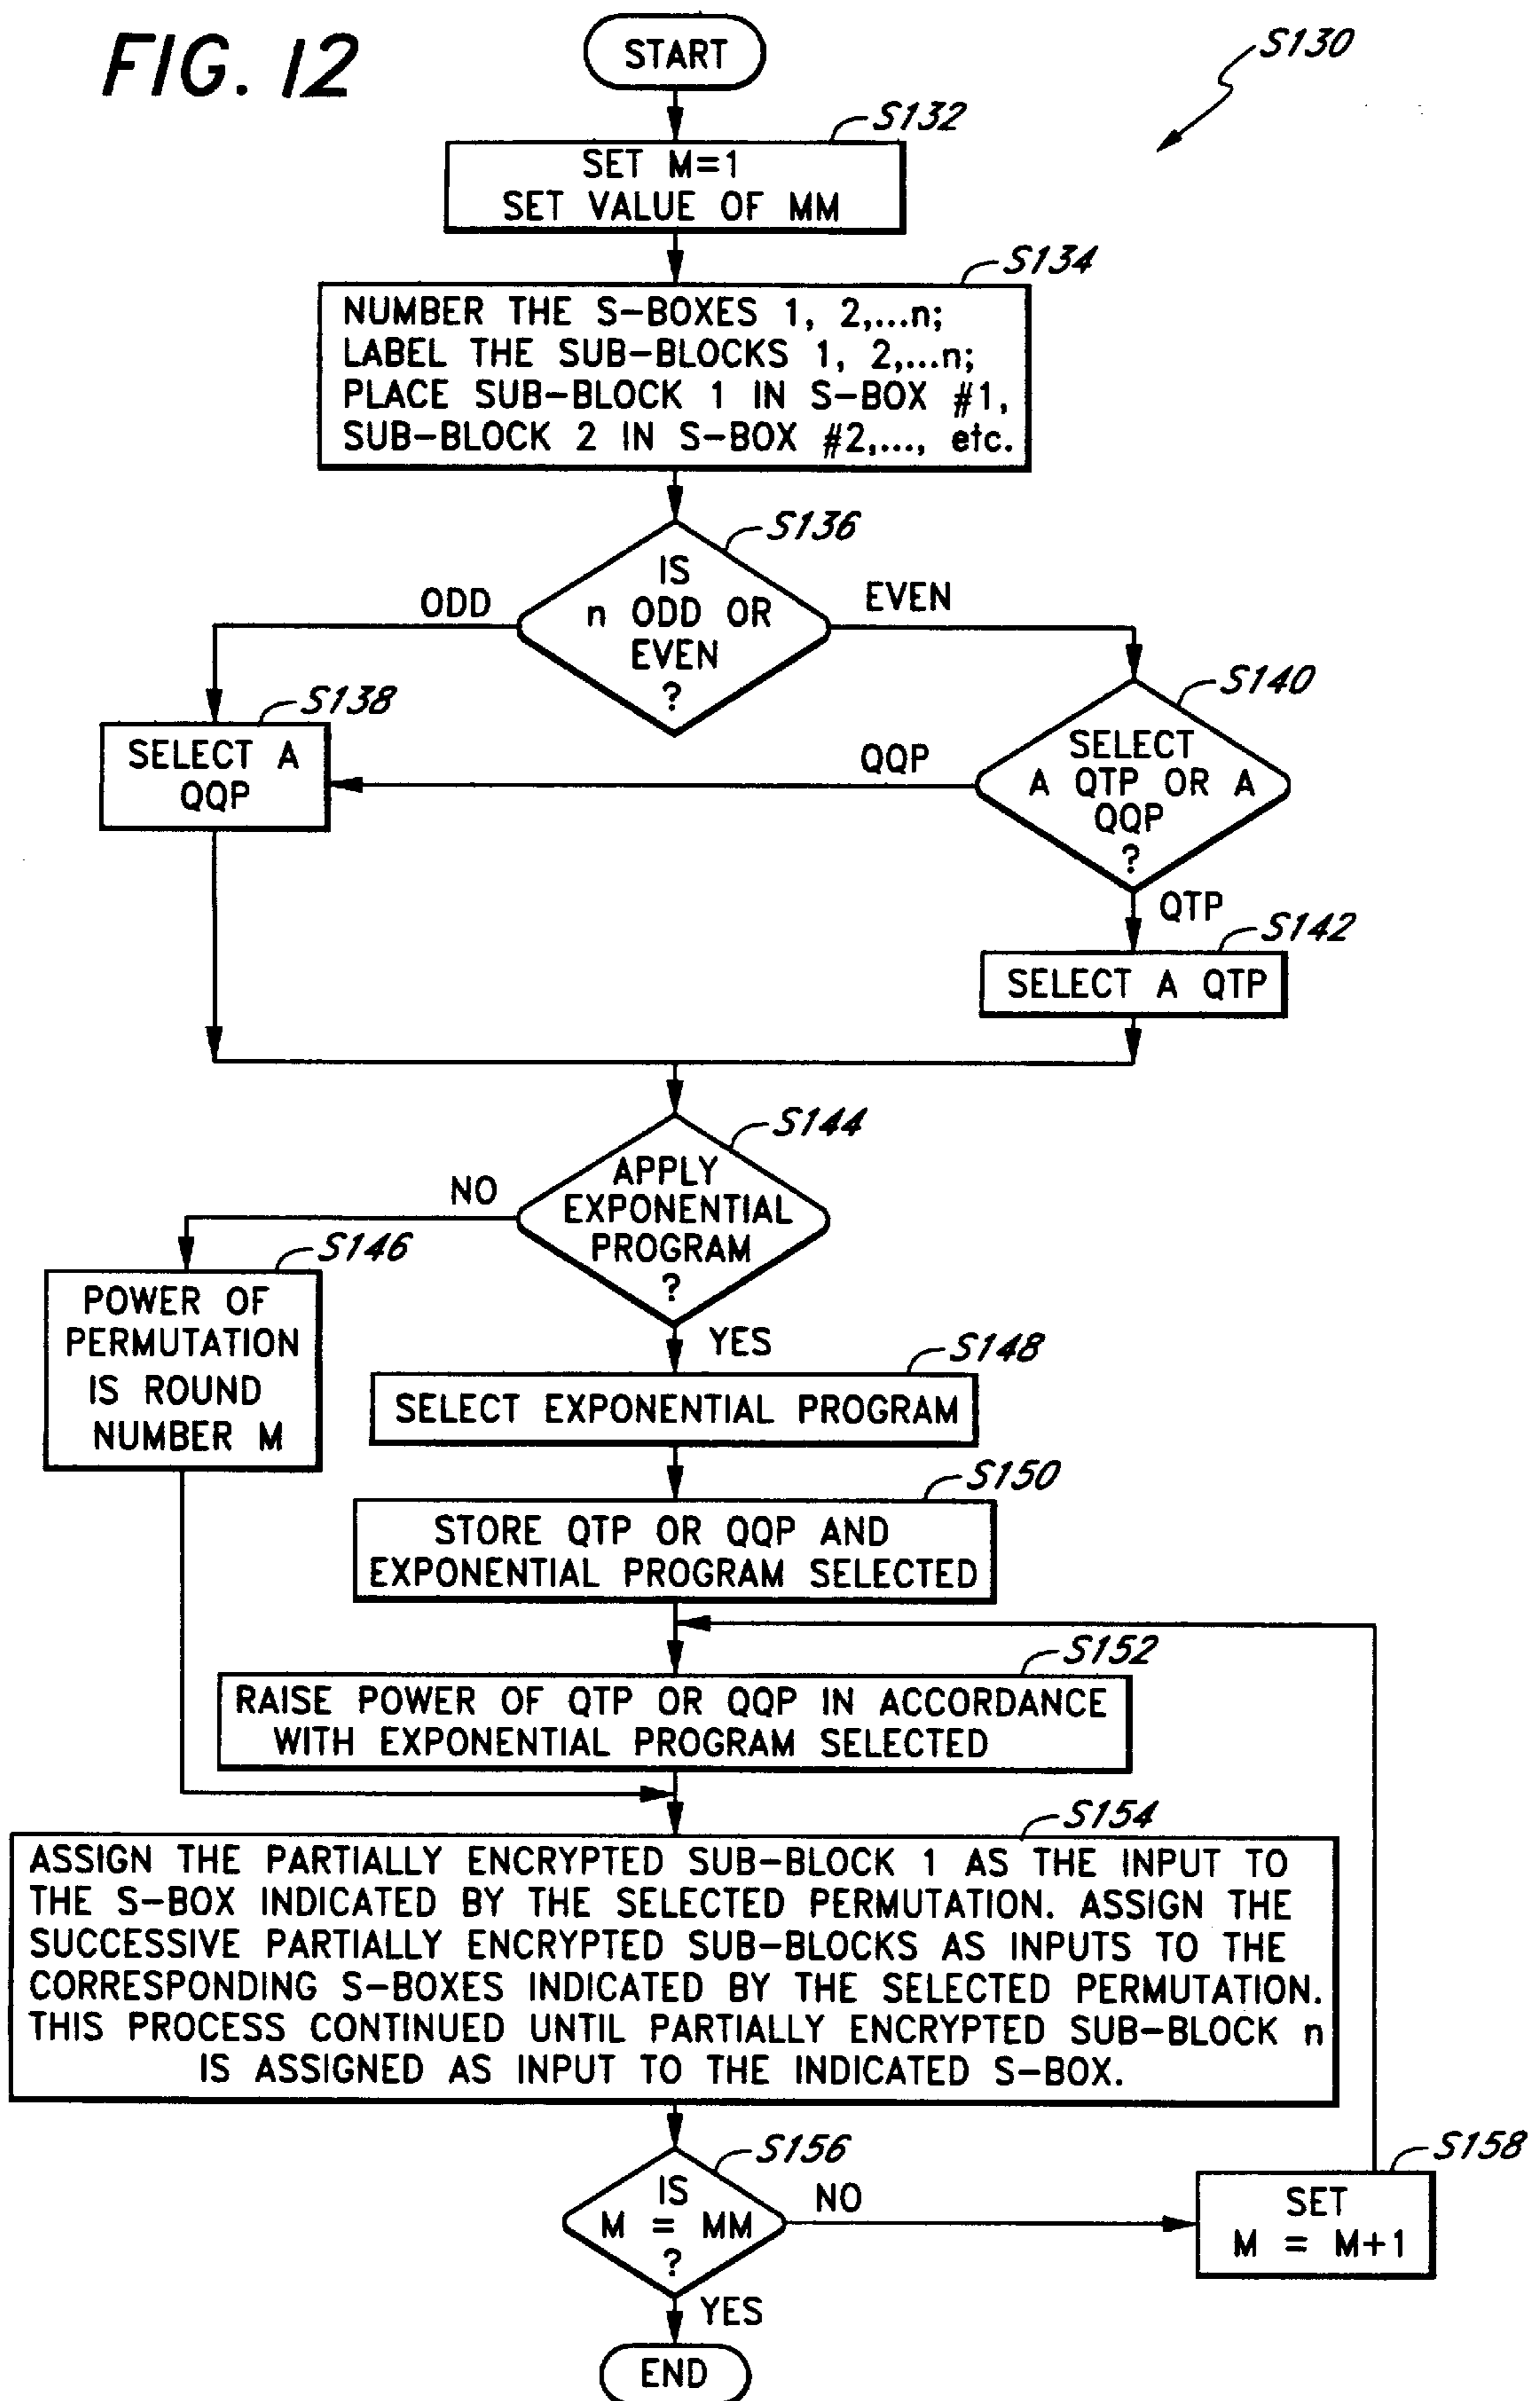 FIG. 12
START
S130
S132
SET M=1
SET VALUE OF MM
S134
NUMBER THE S-BOXES 1, 2,...n;
LABEL THE SUB-BLOCKS 1, 2,...n;
PLACE SUB-BLOCK 1 IN S-BOX #1,
SUB-BLOCK 2 IN S-BOX #2,..., etc.
S136
IS
n ODD OR
EVEN
?
ODD
EVEN
S138
SELECT A
QQP
S140
SELECT
A QTP OR A
QQP
?
QQP
QTP
S142
SELECT A QTP
S144
APPLY
EXPONENTIAL
PROGRAM
?
NO
S146
POWER OF
PERMUTATION
IS ROUND
NUMBER M
YES
S148
SELECT EXPONENTIAL PROGRAM
S150
STORE QTP OR QQP AND
EXPONENTIAL PROGRAM SELECTED
S152
RAISE POWER OF QTP OR QQP IN ACCORDANCE
WITH EXPONENTIAL PROGRAM SELECTED
S154
ASSIGN THE PARTIALLY ENCRYPTED SUB-BLOCK 1 AS THE INPUT TO
THE S-BOX INDICATED BY THE SELECTED PERMUTATION. ASSIGN THE
SUCCESSIVE PARTIALLY ENCRYPTED SUB-BLOCKS AS INPUTS TO THE
CORRESPONDING S-BOXES INDICATED BY THE SELECTED PERMUTATION.
THIS PROCESS CONTINUED UNTIL PARTIALLY ENCRYPTED SUB-BLOCK n
IS ASSIGNED AS INPUT TO THE INDICATED S-BOX.
S156
IS
M = MM
?
NO
S158
SET
M = M+1
YES
END